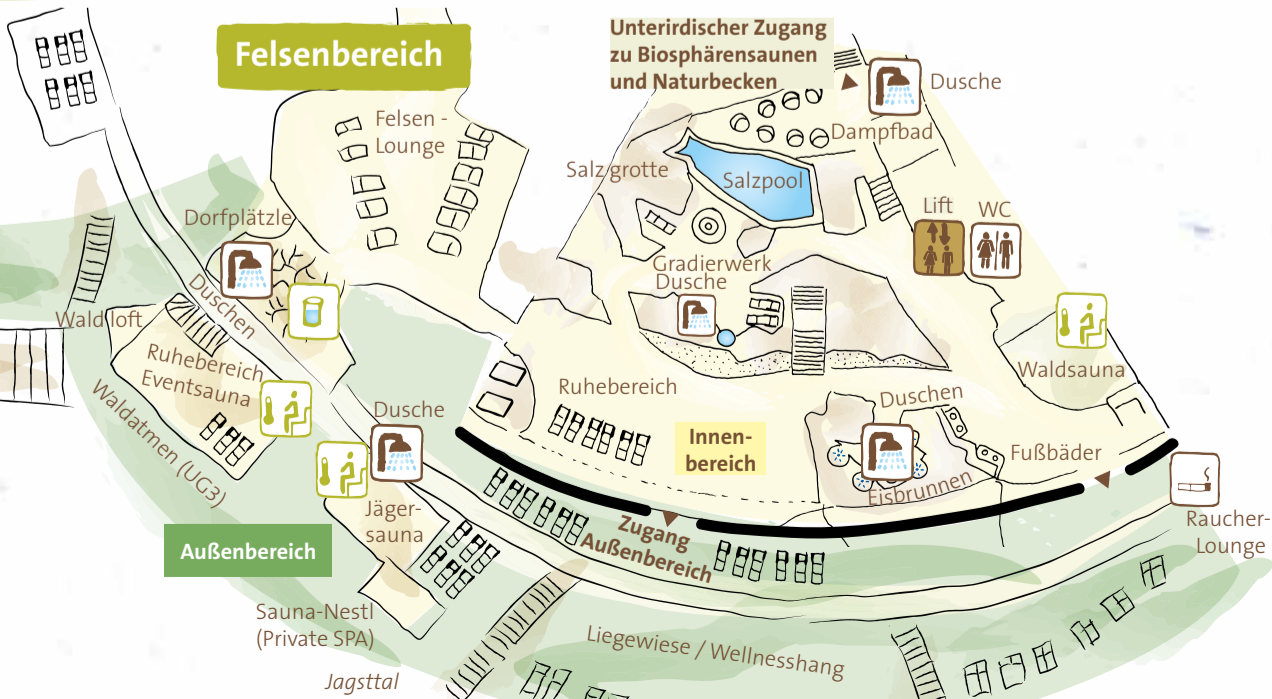 Felsenbereich
Unterirdischer Zugang
zu Biosphärensaunen
und Naturbecken
Dusche
Dampfbad
Felsen -
Lounge
Salzgrotte
Salzpool
Lift
WC
Dorfplätzle
Gradierwerk
Dusche
Duschen
Waldloft
Ruhebereich
Eventsauna
Waldsauna
Ruhebereich
Duschen
Waldatmen (UG3)
Dusche
Innen-
bereich
Fußbäder
Eisbrunnen
Jäger-
sauna
Zugang
Außenbereich
Raucher-
Lounge
Außenbereich
Sauna-Nestl
(Private SPA)
Liegewiese / Wellnesshang
Jagsttal